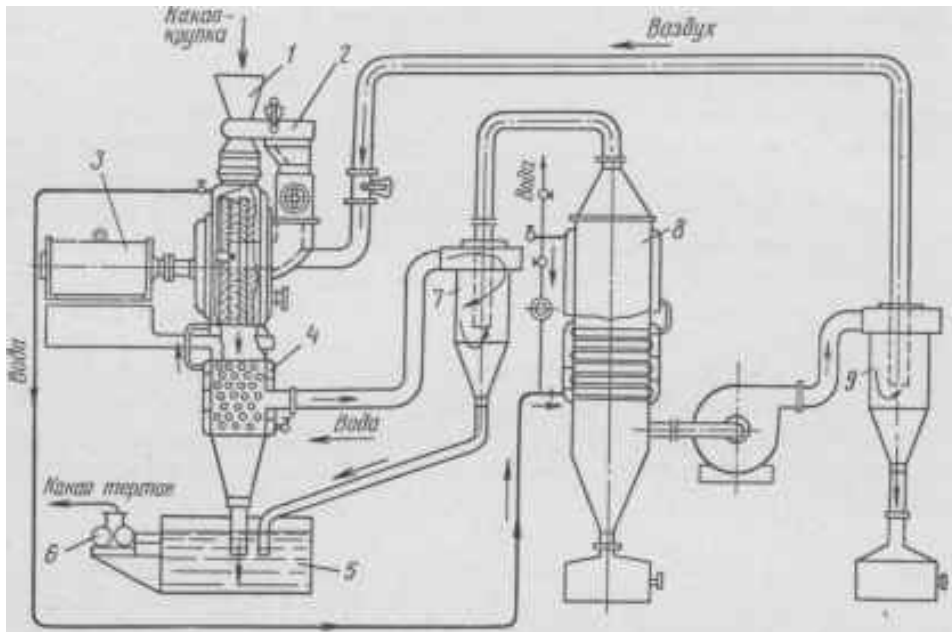 Какао-
крупка
1
2
Воздух
3
Вода
8
7
4
9
Вода
Вода
Какао тертое
6
5